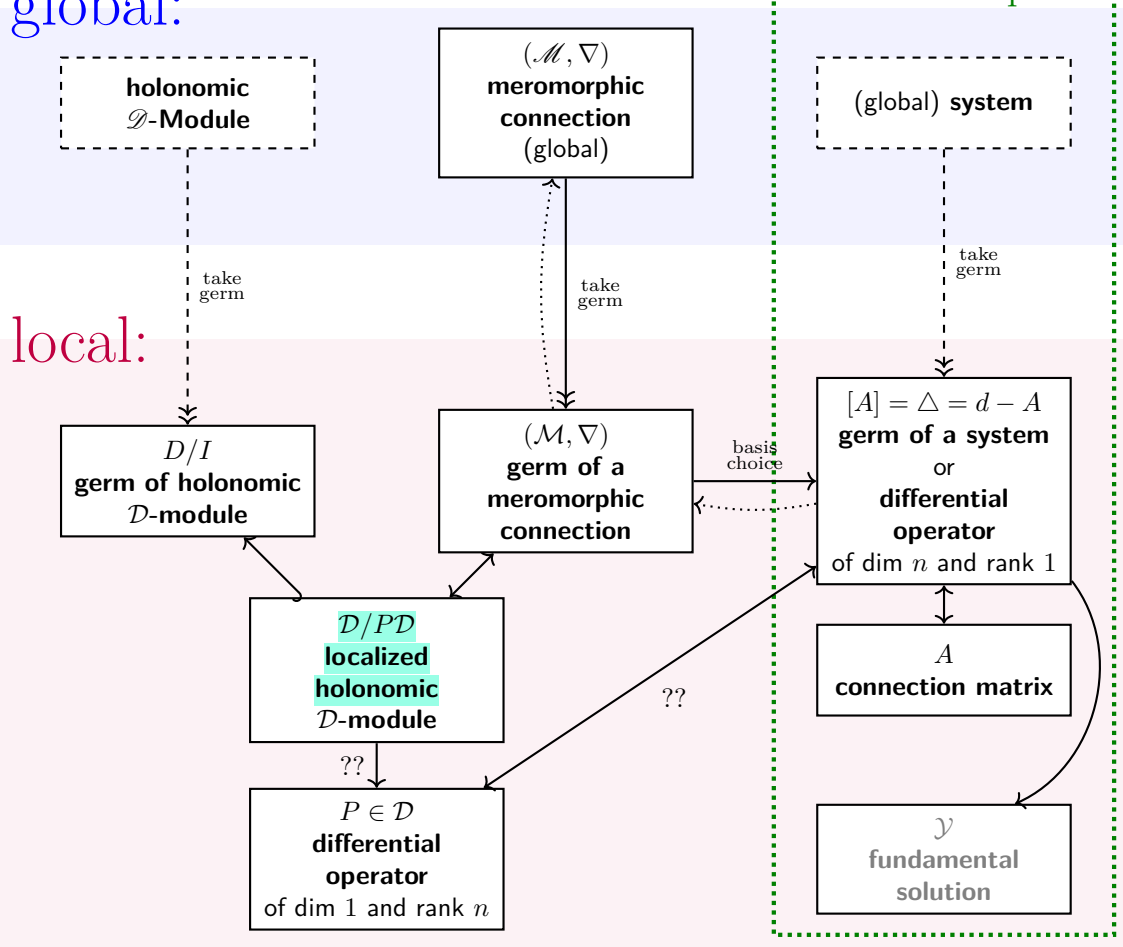 global:
holonomic
𝒟-Module
(ℳ, ∇)
meromorphic
connection
(global)
(global) system
take
germ
take
germ
take
germ
local:
D/I
germ of holonomic
𝒟-module
(ℳ, ∇)
germ of a
meromorphic
connection
basis
choice
[A] = △ = d − A
germ of a system
or
differential
operator
of dim n and rank 1
𝒟/P𝒟
localized
holonomic
𝒟-module
A
connection matrix
??
??
P ∈ 𝒟
differential
operator
of dim 1 and rank n
𝒴
fundamental
solution